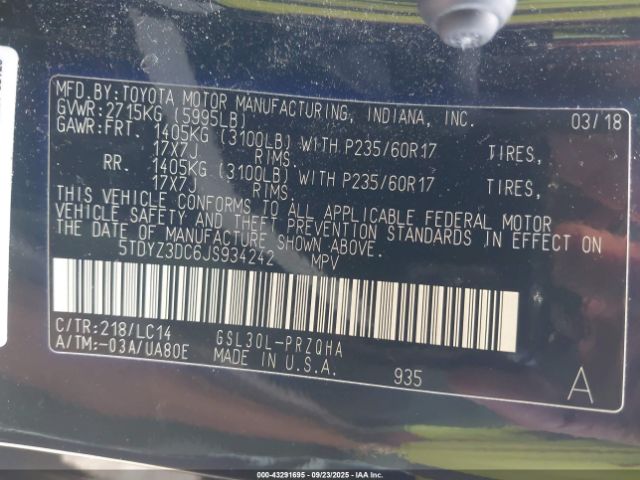 MFD.BY:TOYOTA MOTOR MANUFACTURING, INDIANA, INC. 03/18
GVWR:2715KG (5995LB)
GAWR:FRT. 1405KG (3100LB) WITH P235/60R17 TIRES,
17X7J RIMS.
RR. 1405KG (3100LB) WITH P235/60R17 TIRES,
17X7J RIMS.
THIS VEHICLE CONFORMS TO ALL APPLICABLE FEDERAL MOTOR
VEHICLE SAFETY AND THEFT PREVENTION STANDARDS IN EFFECT ON
THE DATE OF MANUFACTURE SHOWN ABOVE.
5TDYZ3DC6JS934242 MPV
C/TR:218/LC14 GSL30L-PRZQHA
A/TM:-03A/UA80E MADE IN U.S.A. 935 A
000-43291695 - 09/23/2025 - IAAI.COM